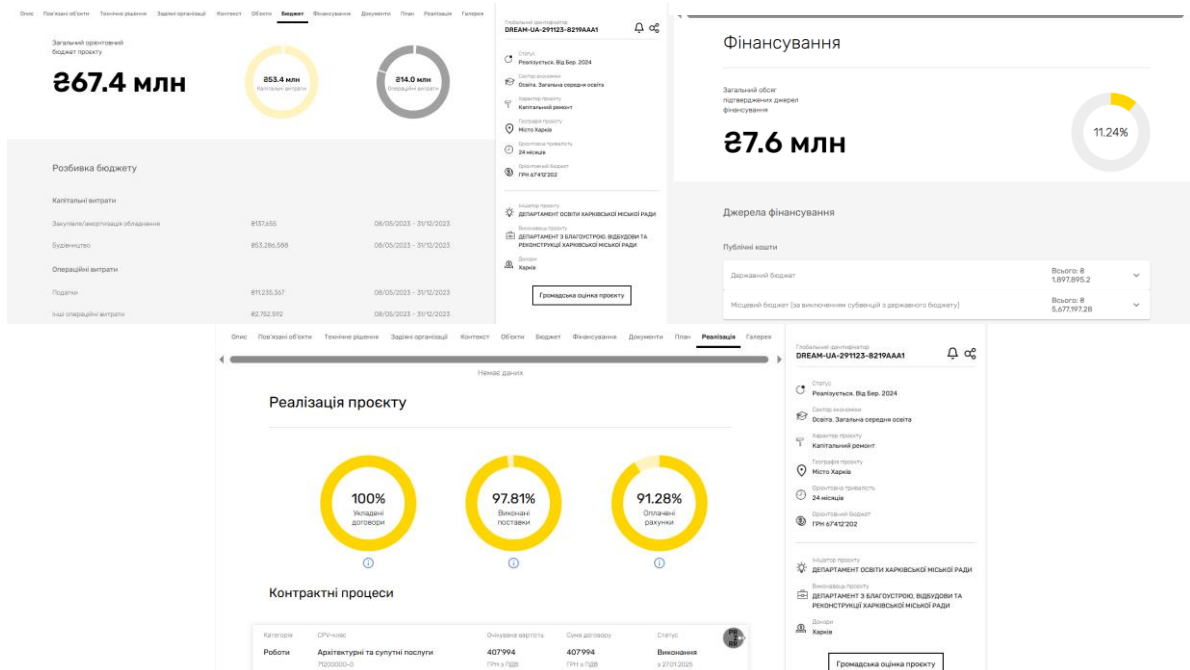 Опис Пов'язані об'єкти Технічне рішення Задіяні організації Контекст Об'єкти Бюджет Фінансування Документи План Реалізація Галерея
Загальний орієнтовний
бюджет проєкту
₴67.4 млн
₴53.4 млн
Капітальні витрати
₴14.0 млн
Операційні витрати
Розбивка бюджету
Капітальні витрати
Закупівля/амортизація обладнання ₴137,655 08/05/2023 - 31/12/2023
Будівництво ₴53,286,588 08/05/2023 - 31/12/2023
Операційні витрати
Податки ₴11,235,367 08/05/2023 - 31/12/2023
Інші операційні витрати ₴2,752,592 08/05/2023 - 31/12/2023
Глобальний ідентифікатор
DREAM-UA-291123-8219AAA1
Статус
Реалізується. Від Бер. 2024
Сектор економіки
Освіта. Загальна середня освіта
Характер проєкту
Капітальний ремонт
Географія проєкту
Місто Харків
Орієнтовна тривалість
24 місяців
Орієнтовний бюджет
ГРН 67'412'202
Ініціатор проєкту
ДЕПАРТАМЕНТ ОСВІТИ ХАРКІВСЬКОЇ МІСЬКОЇ РАДИ
Виконавець проєкту
ДЕПАРТАМЕНТ З БЛАГОУСТРОЮ, ВІДБУДОВИ ТА
РЕКОНСТРУКЦІЇ ХАРКІВСЬКОЇ МІСЬКОЇ РАДИ
Донори
Харків
Громадська оцінка проєкту
Фінансування
Загальний обсяг
підтверджених джерел
фінансування
₴7.6 млн
11.24%
Джерела фінансування
Публічні кошти
Державний бюджет Всього: ₴
1,897,895.2
Місцевий бюджет (за виключенням субвенцій з державного бюджету) Всього: ₴
5,677,197.28
Опис Пов'язані об'єкти Технічне рішення Задіяні організації Контекст Об'єкти Бюджет Фінансування Документи План Реалізація Галерея
Немає даних
Реалізація проєкту
100%
Укладені
договори
97.81%
Виконані
поставки
91.28%
Оплачені
рахунки
Контрактні процеси
Категорія CPV-клас Очікувана вартість Сума договору Статус
Роботи Архітектурні та супутні послуги 407'994 407'994 Виконання
71200000-0 ГРН з ПДВ ГРН з ПДВ з 27.01.2025
Глобальний ідентифікатор
DREAM-UA-291123-8219AAA1
Статус
Реалізується. Від Бер. 2024
Сектор економіки
Освіта. Загальна середня освіта
Характер проєкту
Капітальний ремонт
Географія проєкту
Місто Харків
Орієнтовна тривалість
24 місяців
Орієнтовний бюджет
ГРН 67'412'202
Ініціатор проєкту
ДЕПАРТАМЕНТ ОСВІТИ ХАРКІВСЬКОЇ МІСЬКОЇ РАДИ
Виконавець проєкту
ДЕПАРТАМЕНТ З БЛАГОУСТРОЮ, ВІДБУДОВИ ТА
РЕКОНСТРУКЦІЇ ХАРКІВСЬКОЇ МІСЬКОЇ РАДИ
Донори
Харків
Громадська оцінка проєкту